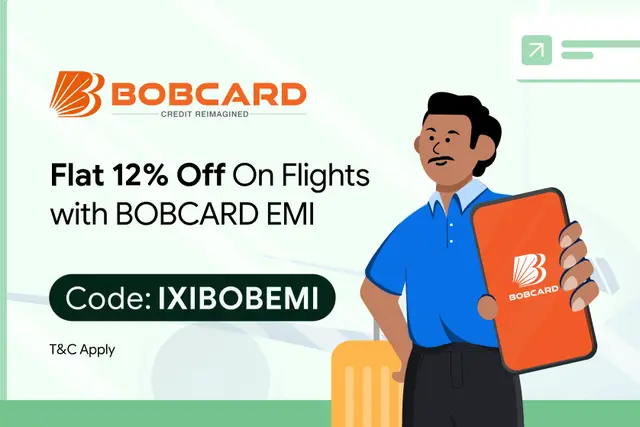 BOBCARD
CREDIT REIMAGINED
Flat 12% Off On Flights
with BOBCARD EMI
Code: IXIBOBEMI
T&C Apply
BOBCARD